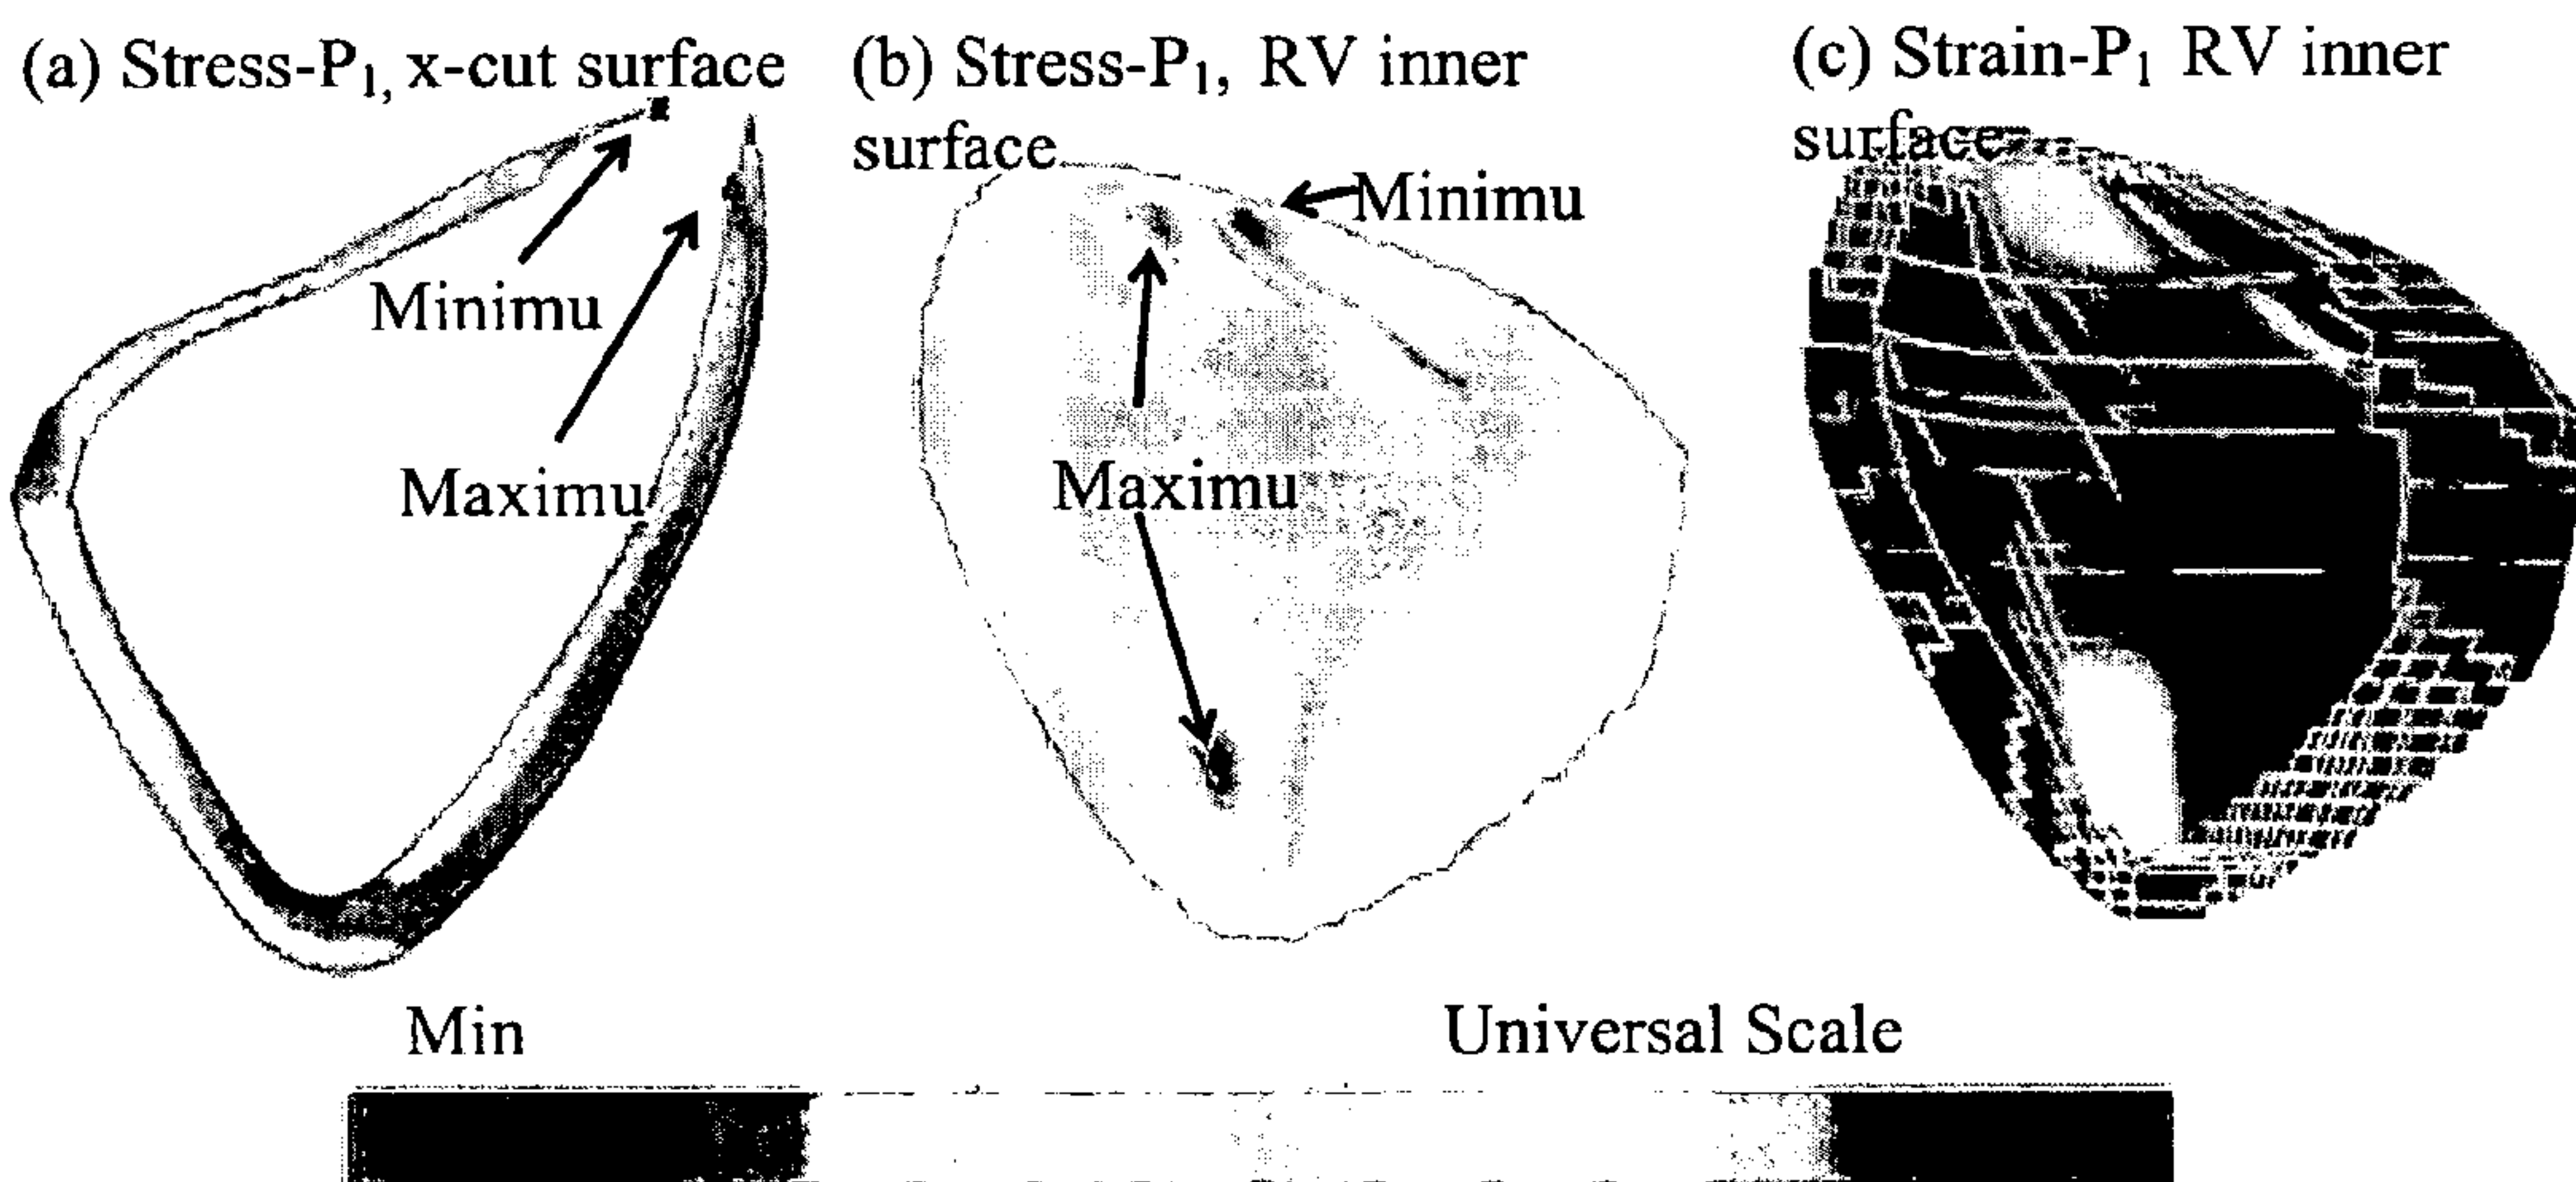 (a) Stress-P1, x-cut surface
(b) Stress-P1, RV inner
surface
(c) Strain-P1 RV inner
surface
Minimu
Maximu
Minimu
Maximu
Min
Universal Scale